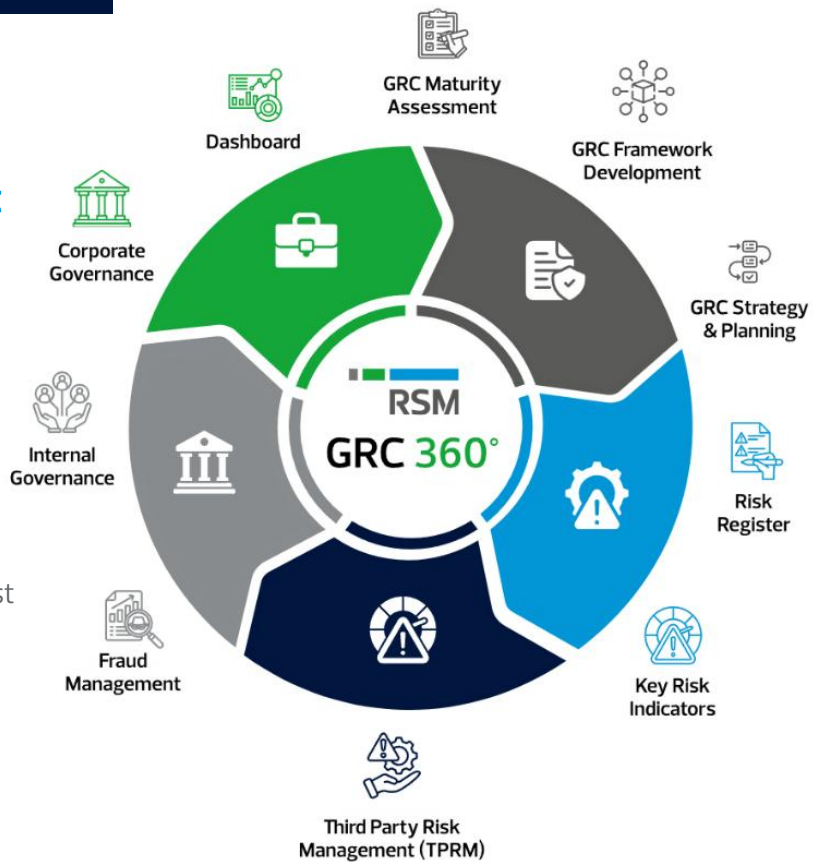 GRC Maturity
Assessment
Dashboard
GRC Framework
Development
Corporate
Governance
GRC Strategy
& Planning
RSM
GRC 360°
Internal
Governance
Risk
Register
st
Fraud
Management
Key Risk
Indicators
Third Party Risk
Management (TPRM)